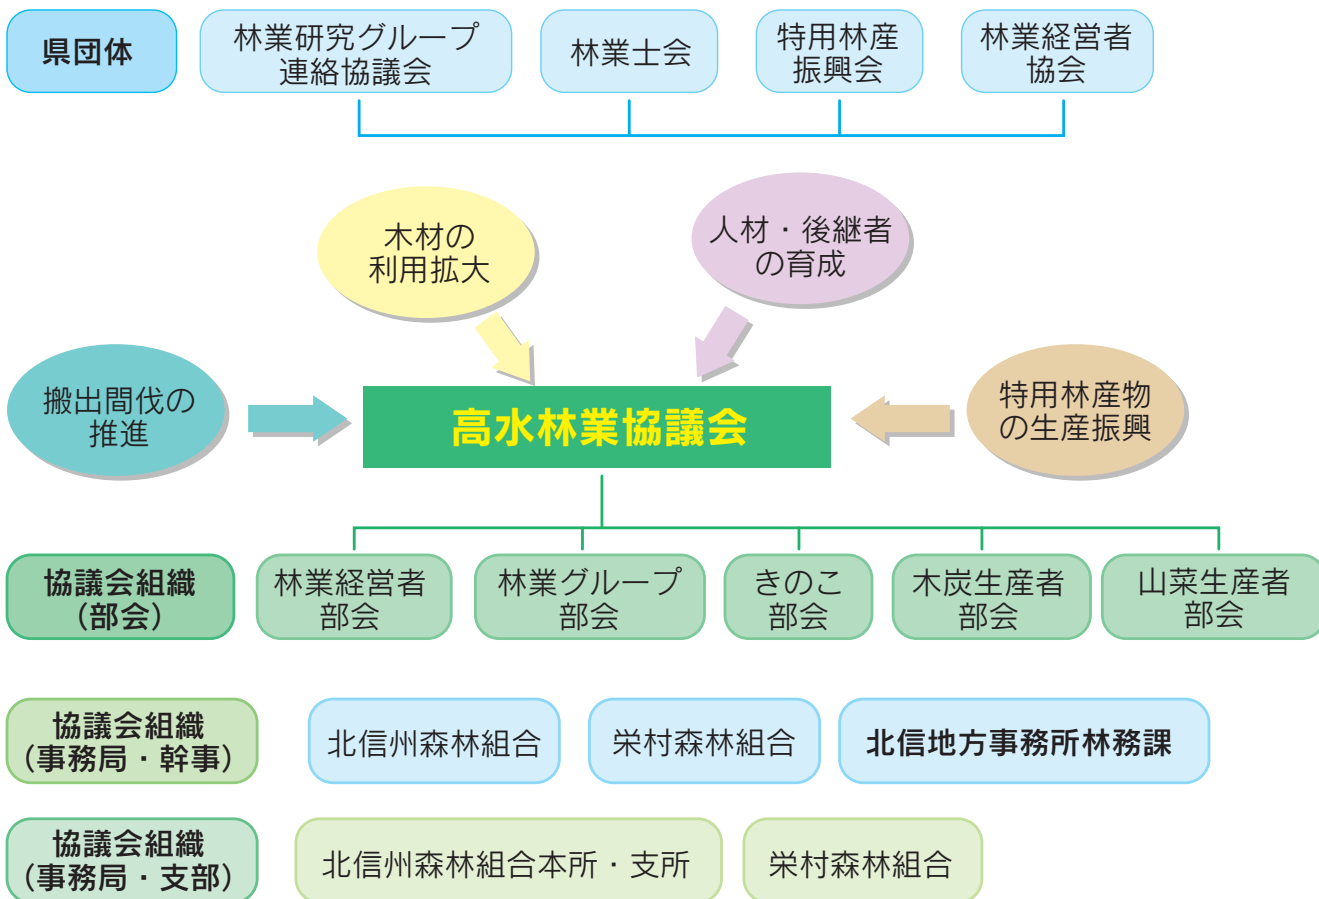 県団体
林業研究グループ
連絡協議会
林業士会
特用林産
振興会
林業経営者
協会
木材の
利用拡大
人材・後継者
の育成
搬出間伐の
推進
高水林業協議会
特用林産物
の生産振興
協議会組織
（部会）
林業経営者
部会
林業グループ
部会
きのこ
部会
木炭生産者
部会
山菜生産者
部会
協議会組織
（事務局・幹事）
北信州森林組合
栄村森林組合
北信地方事務所林務課
協議会組織
（事務局・支部）
北信州森林組合本所・支所
栄村森林組合